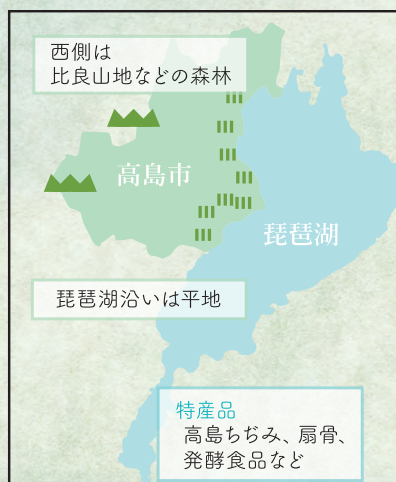 西側は
比良山地などの森林
高島市
琵琶湖
琵琶湖沿いは平地
特産品
高島ちぢみ、扇骨、
発酵食品など